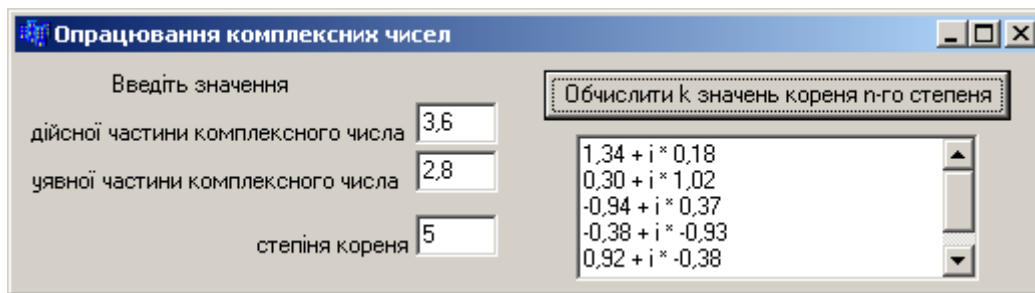 Опрацювання комплексних чисел
Введіть значення
дійсної частини комплексного числа 3,6
уявної частини комплексного числа 2,8
степіня кореня 5
Обчислити k значень кореня n-го степеня
1,34 + i * 0,18
0,30 + i * 1,02
-0,94 + i * 0,37
-0,38 + i * -0,93
0,92 + i * -0,38